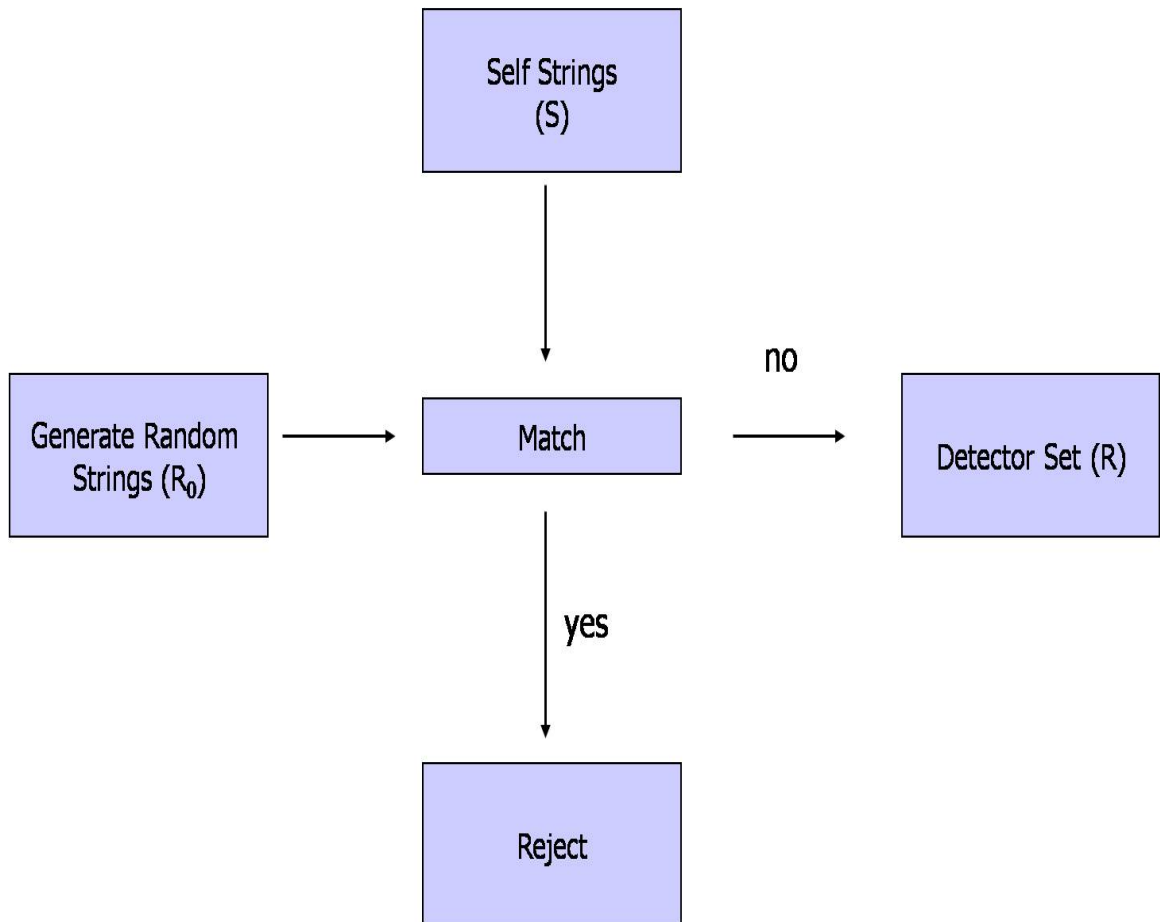 Self Strings
(S)
no
Generate Random
Strings (R₀)
Match
Detector Set (R)
yes
Reject